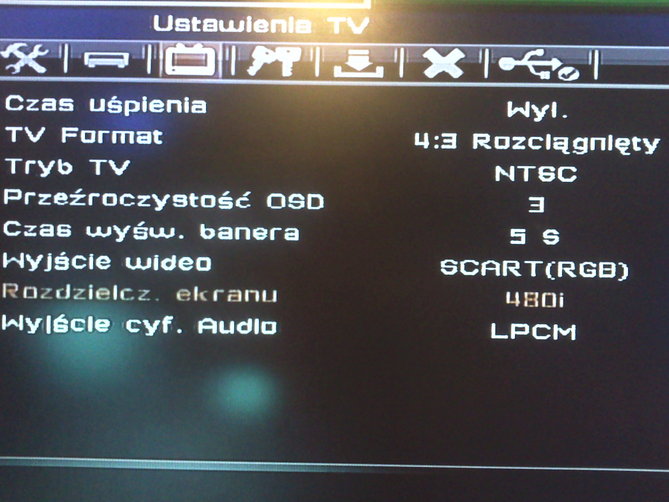 Ustawienia TV
Czas uśpienia Wył.
TV Format 4:3 Rozciągnięty
Tryb TV NTSC
Przeźroczystość OSD 3
Czas wyśw. banera 5 S
Wyjście wideo SCART(RGB)
Rozdzielcz. ekranu 480i
Wyjście cyf. Audio LPCM